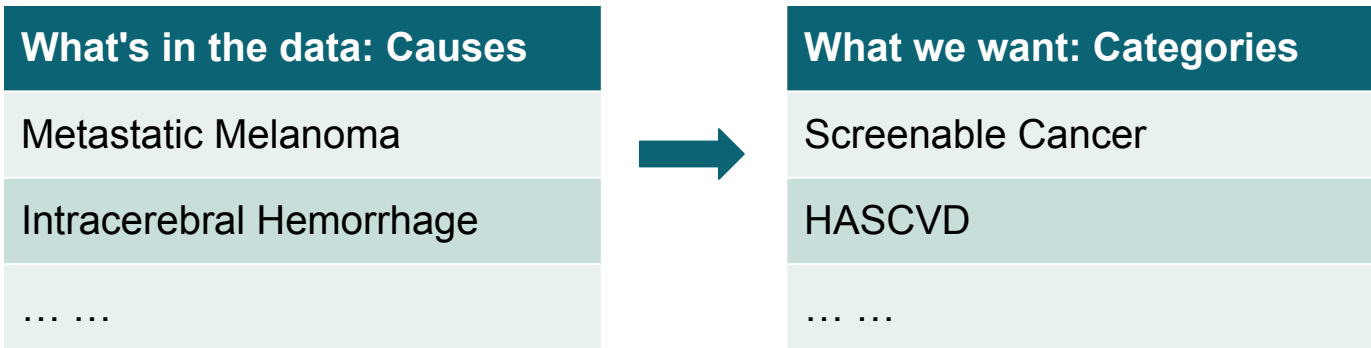 What's in the data: Causes
Metastatic Melanoma
Intracerebral Hemorrhage
… …
What we want: Categories
Screenable Cancer
HASCVD
… …